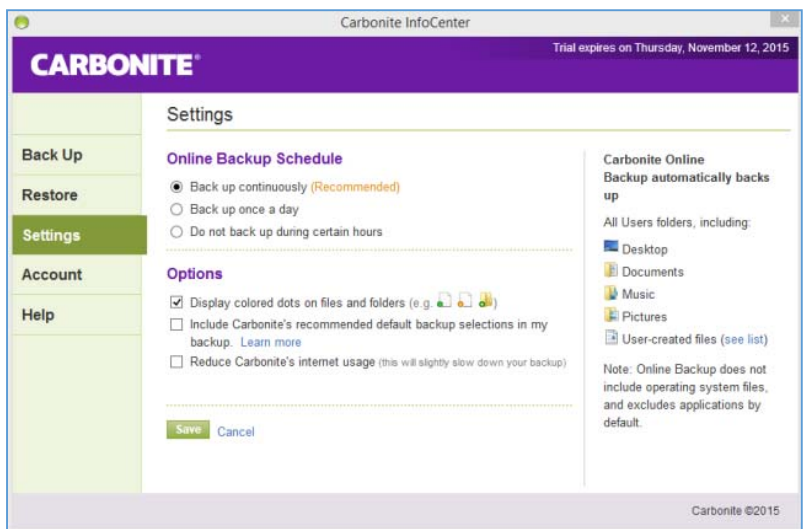 Carbonite InfoCenter
Trial expires on Thursday, November 12, 2015
CARBONITE®
Settings
Back Up
Restore
Settings
Account
Help
Online Backup Schedule
Back up continuously (Recommended)
Back up once a day
Do not back up during certain hours
Options
Display colored dots on files and folders (e.g. )
Include Carbonite's recommended default backup selections in my
backup. Learn more
Reduce Carbonite's internet usage (this will slightly slow down your backup)
Save Cancel
Carbonite Online
Backup automatically backs
up
All Users folders, including:
Desktop
Documents
Music
Pictures
User-created files (see list)
Note: Online Backup does not
include operating system files,
and excludes applications by
default.
Carbonite ©2015